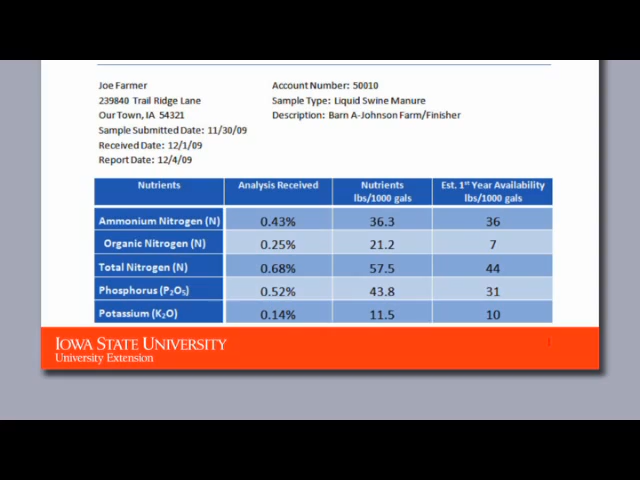 Joe Farmer Account Number: 50010
239840 Trail Ridge Lane Sample Type: Liquid Swine Manure
Our Town, IA 54321 Description: Barn A-Johnson Farm/Finisher
Sample Submitted Date: 11/30/09
Received Date: 12/1/09
Report Date: 12/4/09
Nutrients Analysis Received Nutrients lbs/1000 gals Est. 1st Year Availability lbs/1000 gals
Ammonium Nitrogen (N) 0.43% 36.3 36
Organic Nitrogen (N) 0.25% 21.2 7
Total Nitrogen (N) 0.68% 57.5 44
Phosphorus (P₂O₅) 0.52% 43.8 31
Potassium (K₂O) 0.14% 11.5 10
IOWA STATE UNIVERSITY
University Extension
1